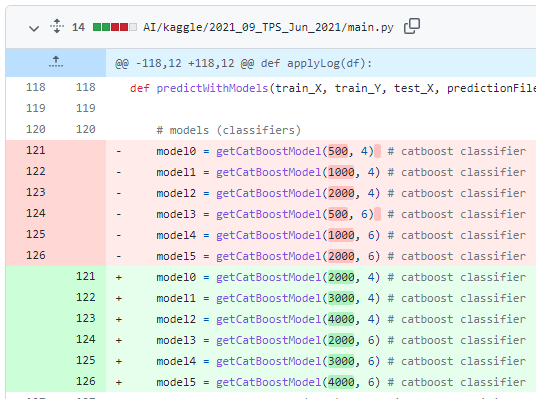 14 AI/kaggle/2021_09_TPS_Jun_2021/main.py
@@ -118,12 +118,12 @@ def applyLog(df):
118 118 def predictWithModels(train_X, train_Y, test_X, predictionFile
119 119
120 120 # models (classifiers)
121 - model0 = getCatBoostModel(500, 4)  # catboost classifier
122 - model1 = getCatBoostModel(1000, 4) # catboost classifier
123 - model2 = getCatBoostModel(2000, 4) # catboost classifier
124 - model3 = getCatBoostModel(500, 6)  # catboost classifier
125 - model4 = getCatBoostModel(1000, 6) # catboost classifier
126 - model5 = getCatBoostModel(2000, 6) # catboost classifier
121 + model0 = getCatBoostModel(2000, 4) # catboost classifier
122 + model1 = getCatBoostModel(3000, 4) # catboost classifier
123 + model2 = getCatBoostModel(4000, 4) # catboost classifier
124 + model3 = getCatBoostModel(2000, 6) # catboost classifier
125 + model4 = getCatBoostModel(3000, 6) # catboost classifier
126 + model5 = getCatBoostModel(4000, 6) # catboost classifier